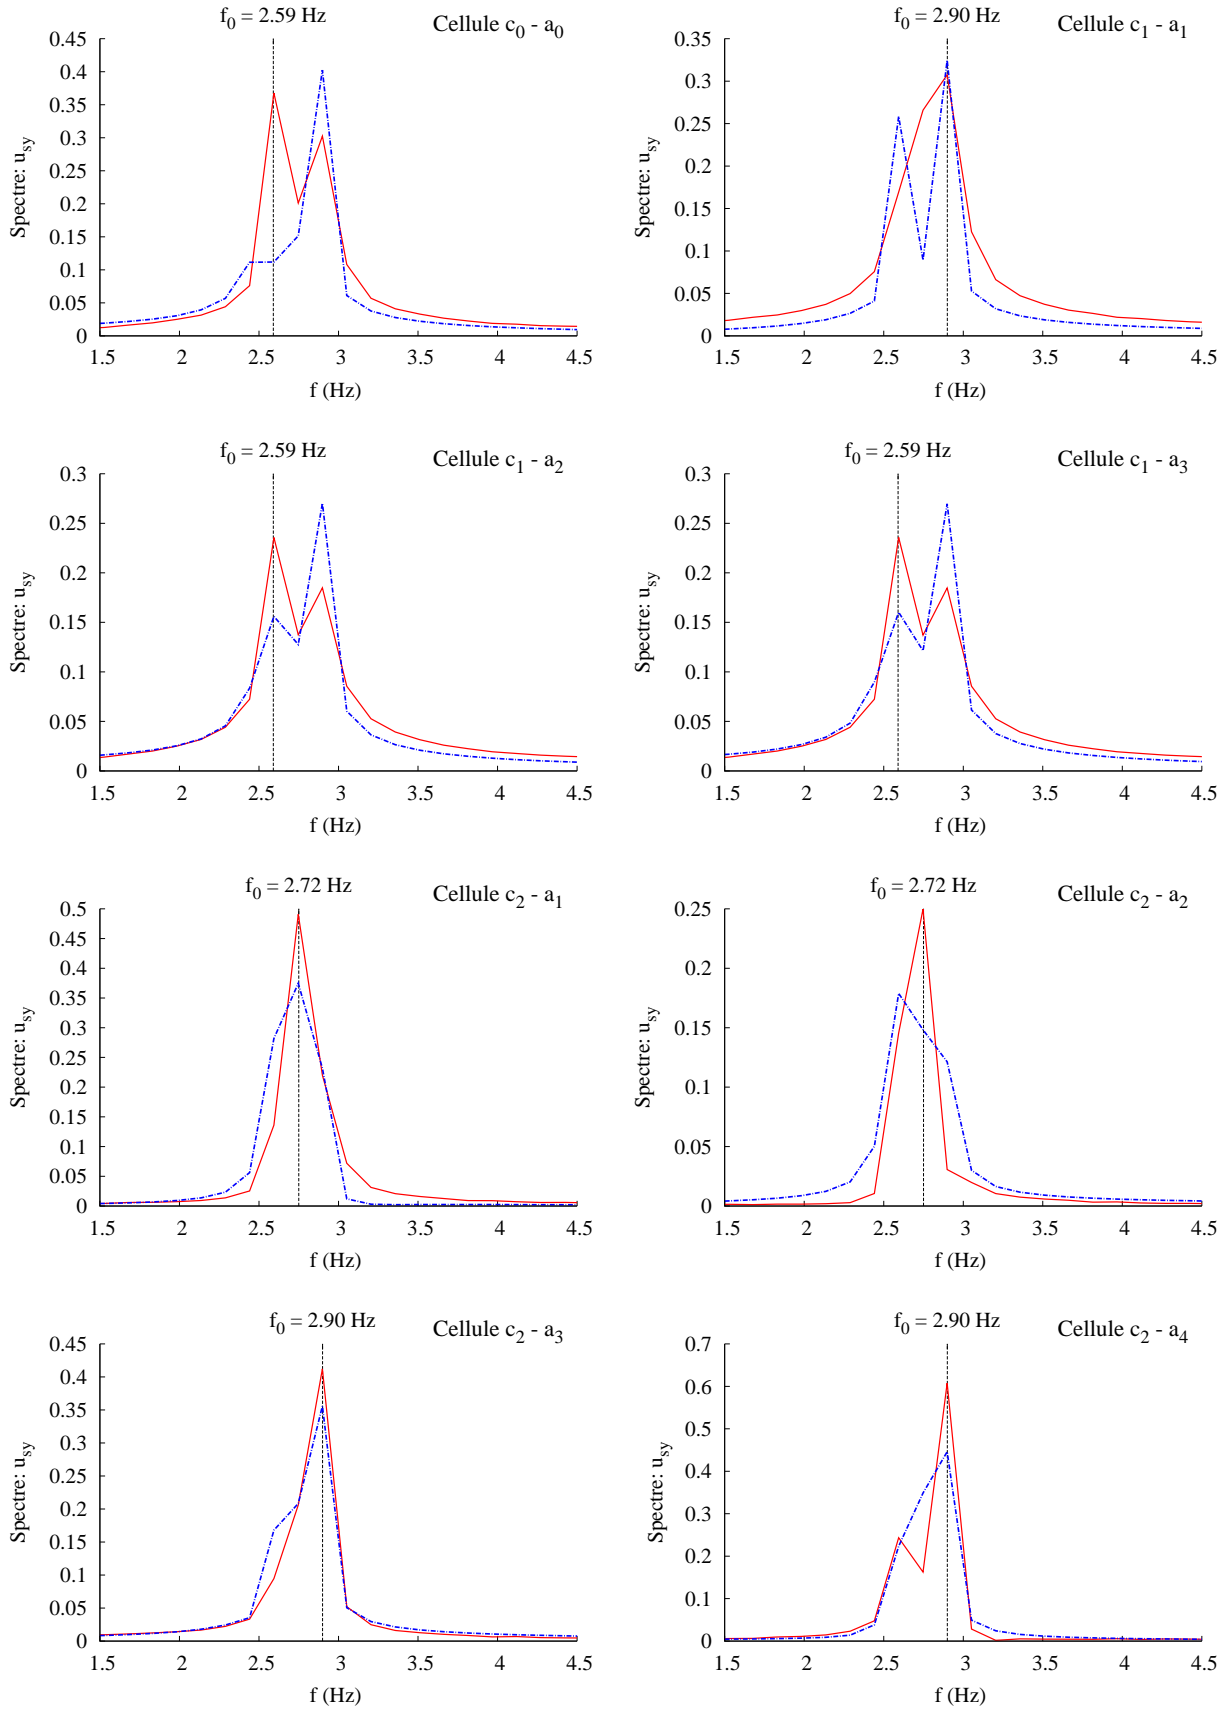 f0 = 2.59 Hz
Cellule c0 - a0
Spectre: usy
0.45
0.4
0.35
0.3
0.25
0.2
0.15
0.1
0.05
0
1.5 2 2.5 3 3.5 4 4.5
f (Hz)
f0 = 2.90 Hz
Cellule c1 - a1
Spectre: usy
0.35
0.3
0.25
0.2
0.15
0.1
0.05
0
1.5 2 2.5 3 3.5 4 4.5
f (Hz)
f0 = 2.59 Hz
Cellule c1 - a2
Spectre: usy
0.3
0.25
0.2
0.15
0.1
0.05
0
1.5 2 2.5 3 3.5 4 4.5
f (Hz)
f0 = 2.59 Hz
Cellule c1 - a3
Spectre: usy
0.3
0.25
0.2
0.15
0.1
0.05
0
1.5 2 2.5 3 3.5 4 4.5
f (Hz)
f0 = 2.72 Hz
Cellule c2 - a1
Spectre: usy
0.5
0.45
0.4
0.35
0.3
0.25
0.2
0.15
0.1
0.05
0
1.5 2 2.5 3 3.5 4 4.5
f (Hz)
f0 = 2.72 Hz
Cellule c2 - a2
Spectre: usy
0.25
0.2
0.15
0.1
0.05
0
1.5 2 2.5 3 3.5 4 4.5
f (Hz)
f0 = 2.90 Hz
Cellule c2 - a3
Spectre: usy
0.45
0.4
0.35
0.3
0.25
0.2
0.15
0.1
0.05
0
1.5 2 2.5 3 3.5 4 4.5
f (Hz)
f0 = 2.90 Hz
Cellule c2 - a4
Spectre: usy
0.7
0.6
0.5
0.4
0.3
0.2
0.1
0
1.5 2 2.5 3 3.5 4 4.5
f (Hz)